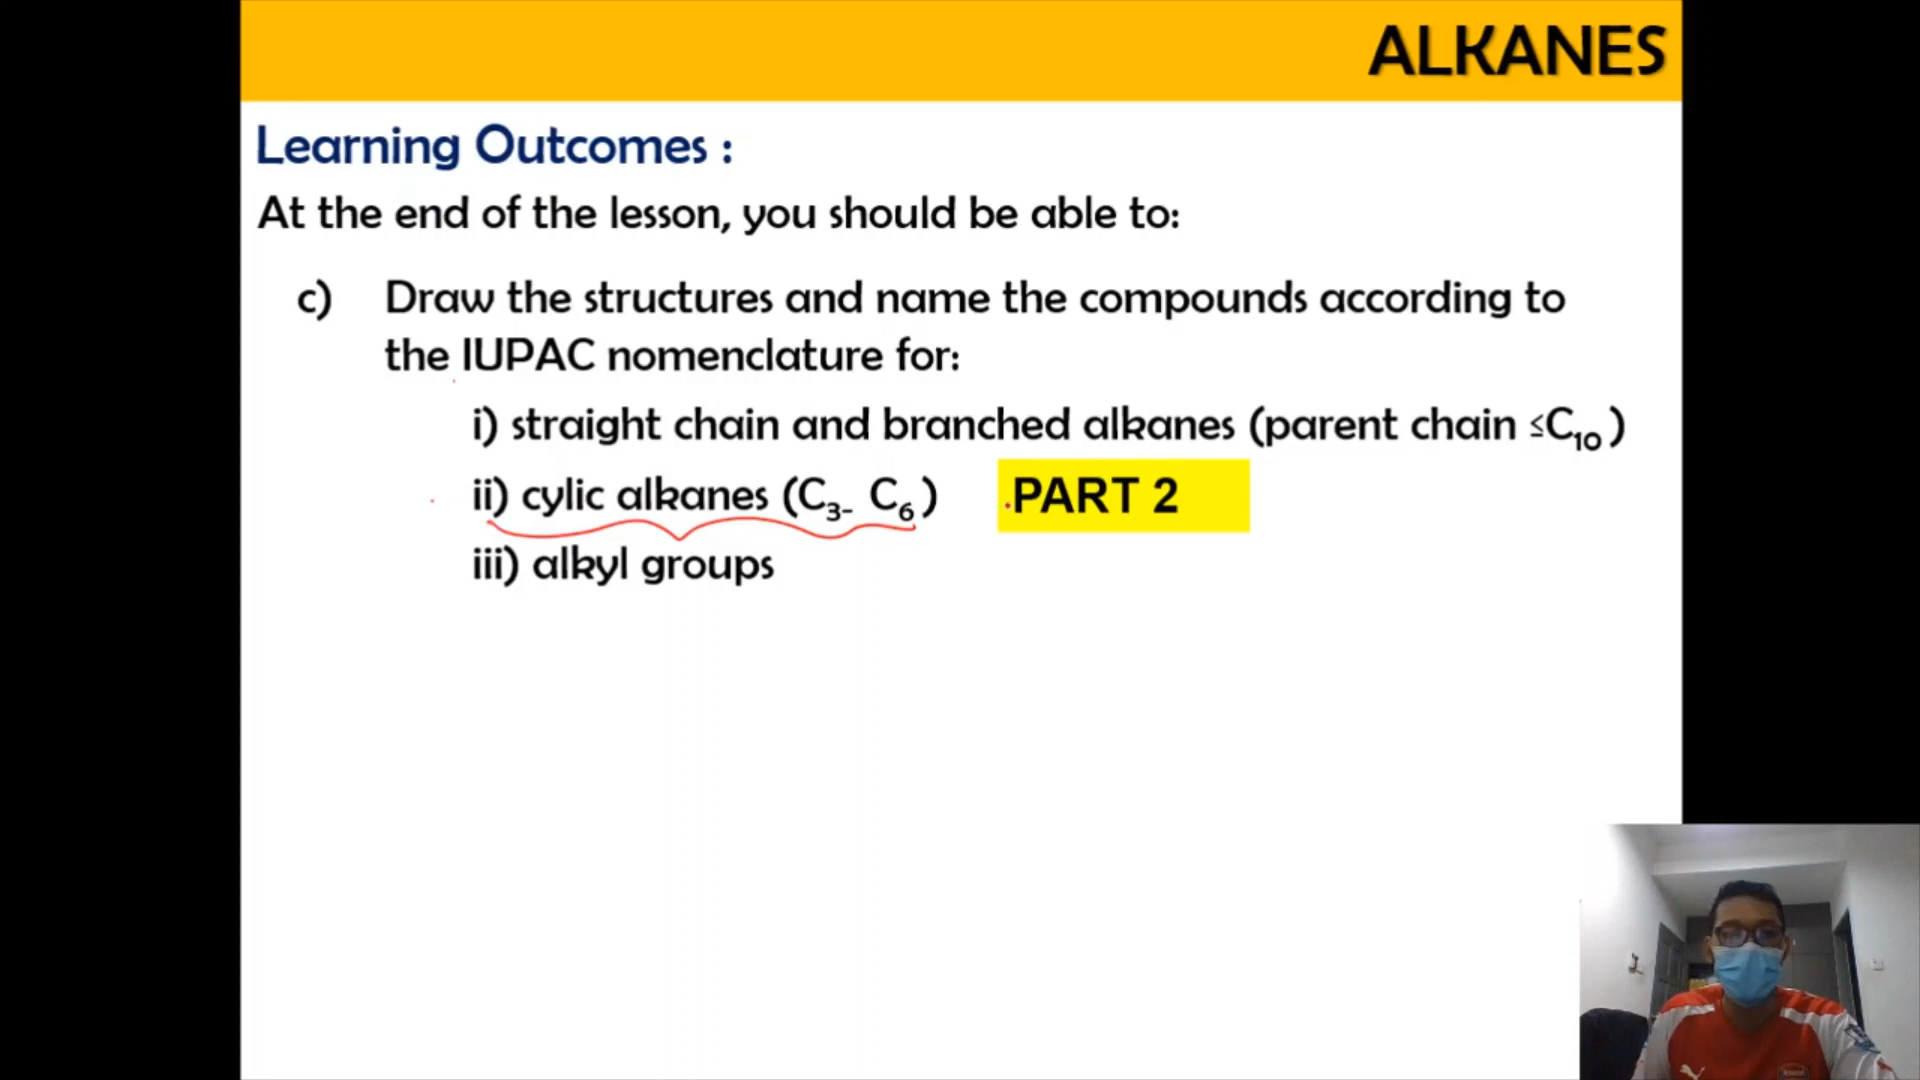 ALKANES
Learning Outcomes :
At the end of the lesson, you should be able to:
c) Draw the structures and name the compounds according to
the IUPAC nomenclature for:
i) straight chain and branched alkanes (parent chain ≤C₁₀ )
ii) cylic alkanes (C₃₋ C₆ ) PART 2
iii) alkyl groups